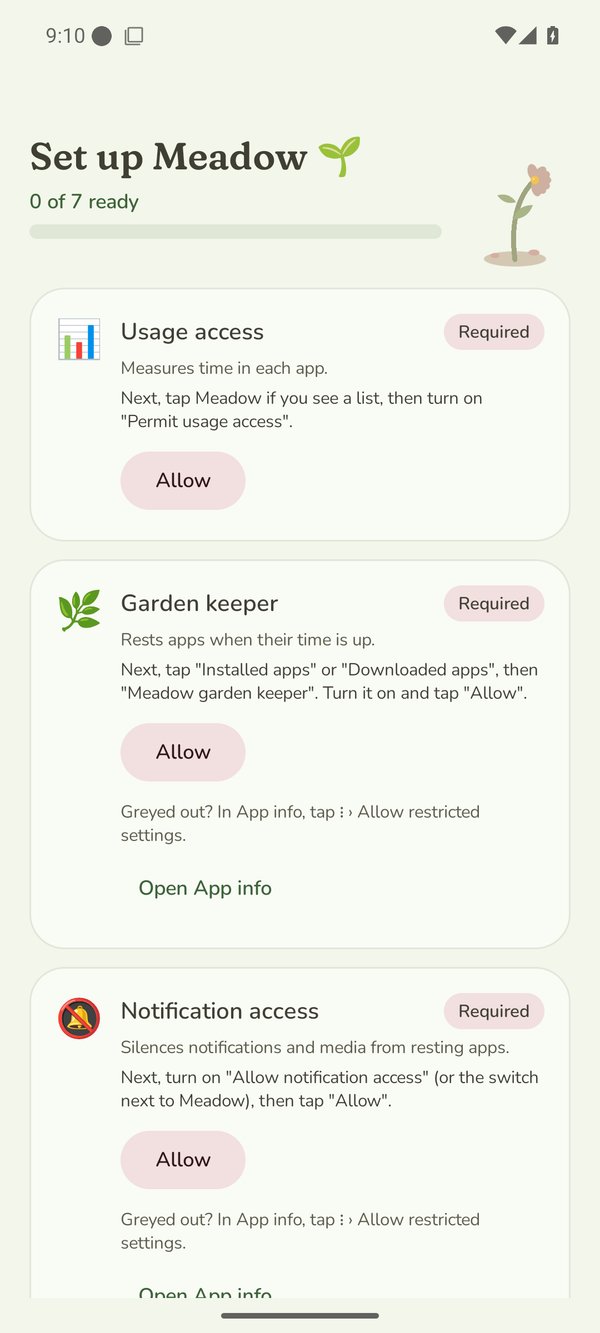 9:10
Set up Meadow 🌱
0 of 7 ready
Usage access
Required
Measures time in each app.
Next, tap Meadow if you see a list, then turn on
"Permit usage access".
Allow
Garden keeper
Required
Rests apps when their time is up.
Next, tap "Installed apps" or "Downloaded apps", then
"Meadow garden keeper". Turn it on and tap "Allow".
Allow
Greyed out? In App info, tap ⋮ › Allow restricted
settings.
Open App info
Notification access
Required
Silences notifications and media from resting apps.
Next, turn on "Allow notification access" (or the switch
next to Meadow), then tap "Allow".
Allow
Greyed out? In App info, tap ⋮ › Allow restricted
settings.
Open App info